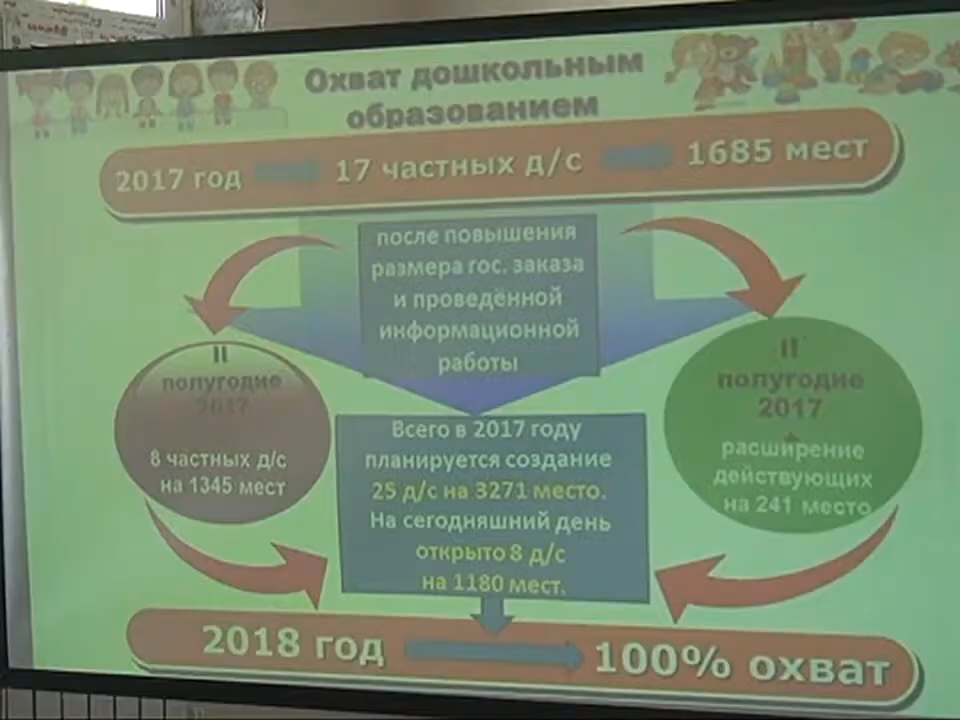 Охват дошкольным
образованием
2017 год 17 частных д/с 1685 мест
после повышения
размера гос. заказа
и проведённой
информационной
работы
II
полугодие
2017
8 частных д/с
на 1345 мест
II
полугодие
2017
расширение
действующих
на 241 место
Всего в 2017 году
планируется создание
25 д/с на 3271 место.
На сегодняшний день
открыто 8 д/с
на 1180 мест.
2018 год 100% охват